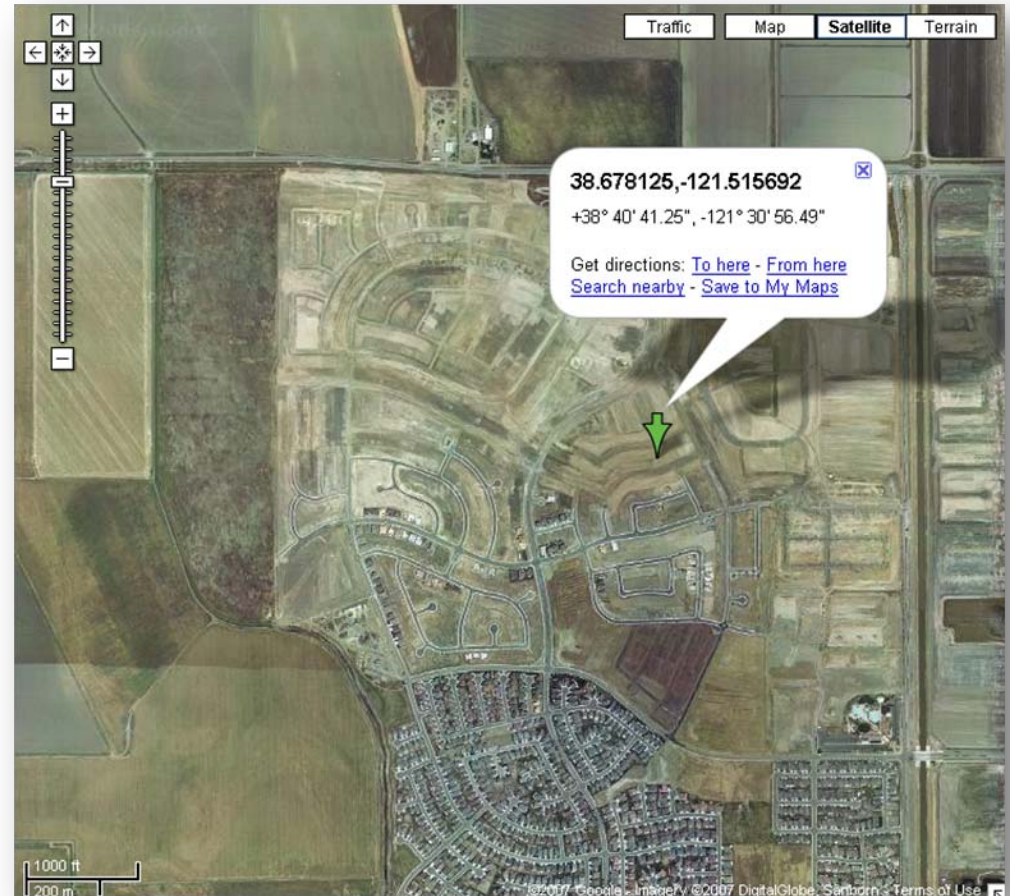 Traffic Map Satellite Terrain
38.678125,-121.515692
+38° 40' 41.25", -121° 30' 56.49"
Get directions: To here - From here
Search nearby - Save to My Maps
1000 ft
200 m
©2007 Google - Imagery ©2007 DigitalGlobe, Sanborn - Terms of Use